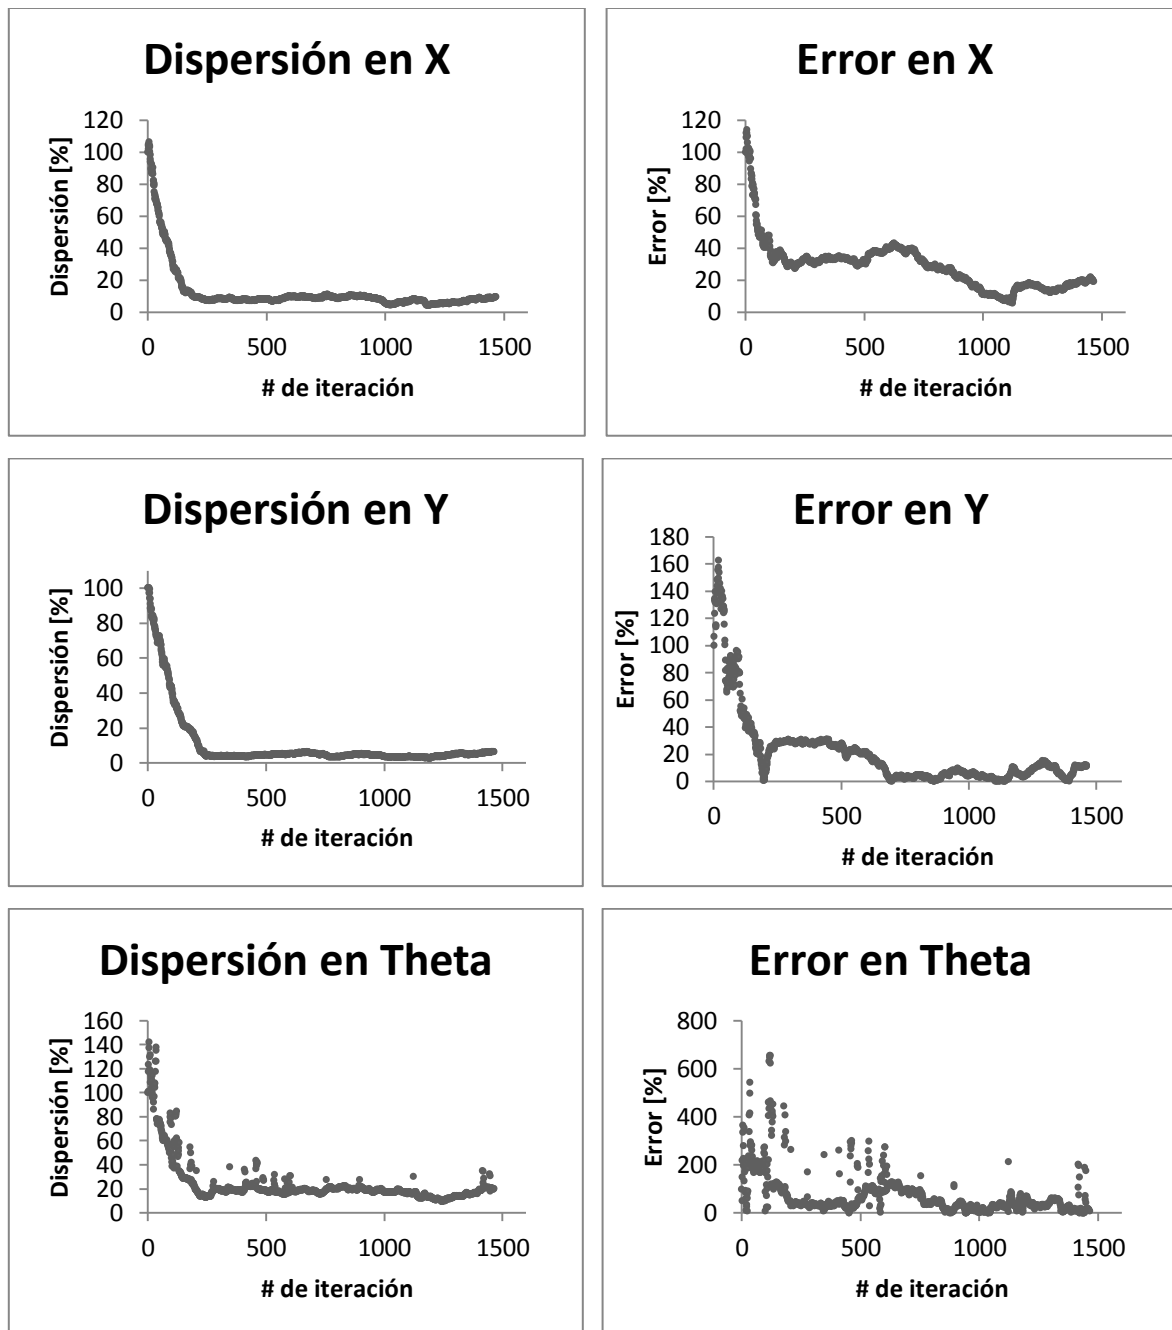 Dispersión en X
Dispersión [%]
120
100
80
60
40
20
0
0 500 1000 1500
# de iteración
Error en X
Error [%]
120
100
80
60
40
20
0
0 500 1000 1500
# de iteración
Dispersión en Y
Dispersión [%]
100
80
60
40
20
0
0 500 1000 1500
# de iteración
Error en Y
Error [%]
180
160
140
120
100
80
60
40
20
0
0 500 1000 1500
# de iteración
Dispersión en Theta
Dispersión [%]
160
140
120
100
80
60
40
20
0
0 500 1000 1500
# de iteración
Error en Theta
Error [%]
800
600
400
200
0
0 500 1000 1500
# de iteración